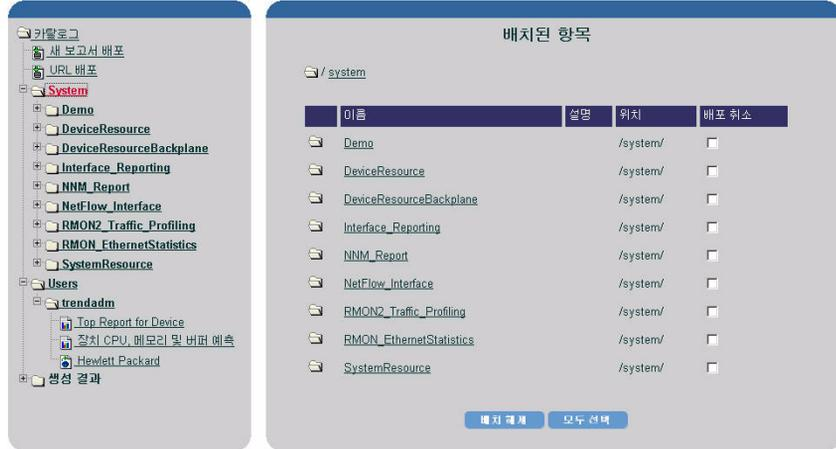 카탈로그
새 보고서 배포
URL 배포
System
Demo
DeviceResource
DeviceResourceBackplane
Interface_Reporting
NNM_Report
NetFlow_Interface
RMON2_Traffic_Profiling
RMON_EthernetStatistics
SystemResource
Users
trendadm
Top Report for Device
장치 CPU, 메모리 및 버퍼 예측
Hewlett Packard
생성 결과
배치된 항목
/ system
이름 설명 위치 배포 취소
Demo /system/
DeviceResource /system/
DeviceResourceBackplane /system/
Interface_Reporting /system/
NNM_Report /system/
NetFlow_Interface /system/
RMON2_Traffic_Profiling /system/
RMON_EthernetStatistics /system/
SystemResource /system/
배치 해제 모두 선택